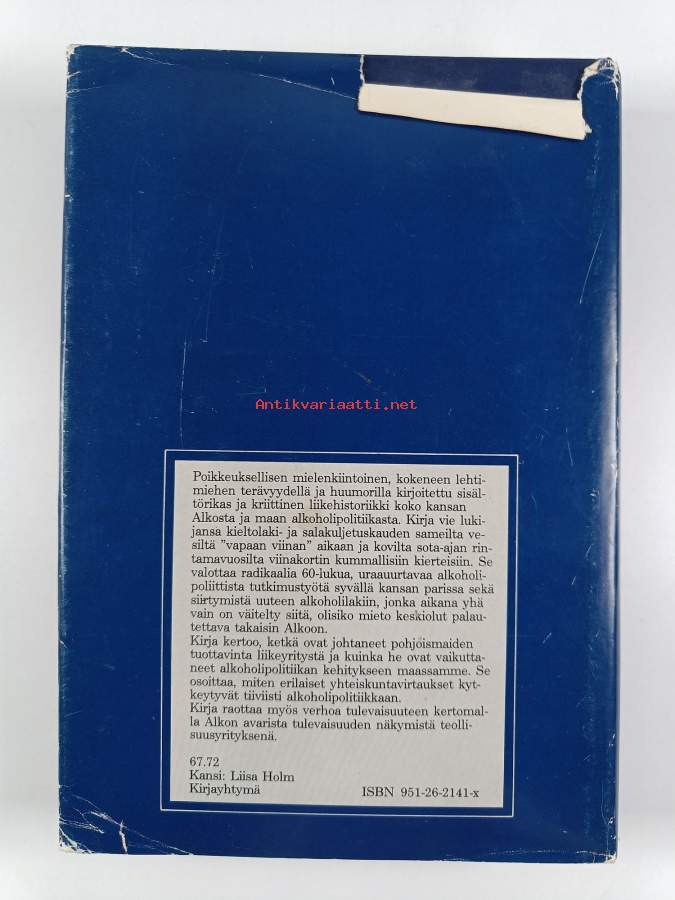 Antikvariaatti.net
Poikkeuksellisen mielenkiintoinen, kokeneen lehti-
miehen terävyydellä ja huumorilla kirjoitettu sisäl-
törikas ja kriittinen liikehistoriikki koko kansan
Alkosta ja maan alkoholipolitiikasta. Kirja vie luki-
jansa kieltolaki- ja salakuljetuskauden sameilta ve-
siltä "vapaan viinan" aikaan ja kovilta sota-ajan rin-
tamavuosilta viinakortin kummallisiin kierteisiin. Se
valottaa radikaalia 60-lukua, uraauurtavaa alkoholi-
poliittista tutkimustyötä syvällä kansan parissa sekä
siirtymistä uuteen alkoholilakiin, jonka aikana yhä
vain on väitelty siitä, olisiko mieto keskiolut palau-
tettava takaisin Alkoon.
Kirja kertoo, ketkä ovat johtaneet pohjoismaiden
tuottavinta liikeyritystä ja kuinka he ovat vaikutta-
neet alkoholipolitiikan kehitykseen maassamme. Se
osoittaa, miten erilaiset yhteiskuntavirtaukset kyt-
keytyvät tiiviisti alkoholipolitiikkaan.
Kirja raottaa myös verhoa tulevaisuuteen kertomal-
la Alkon avarista tulevaisuuden näkymistä teolli-
suusyrityksenä.
67.72
Kansi: Liisa Holm
Kirjayhtymä
ISBN 951-26-2141-x